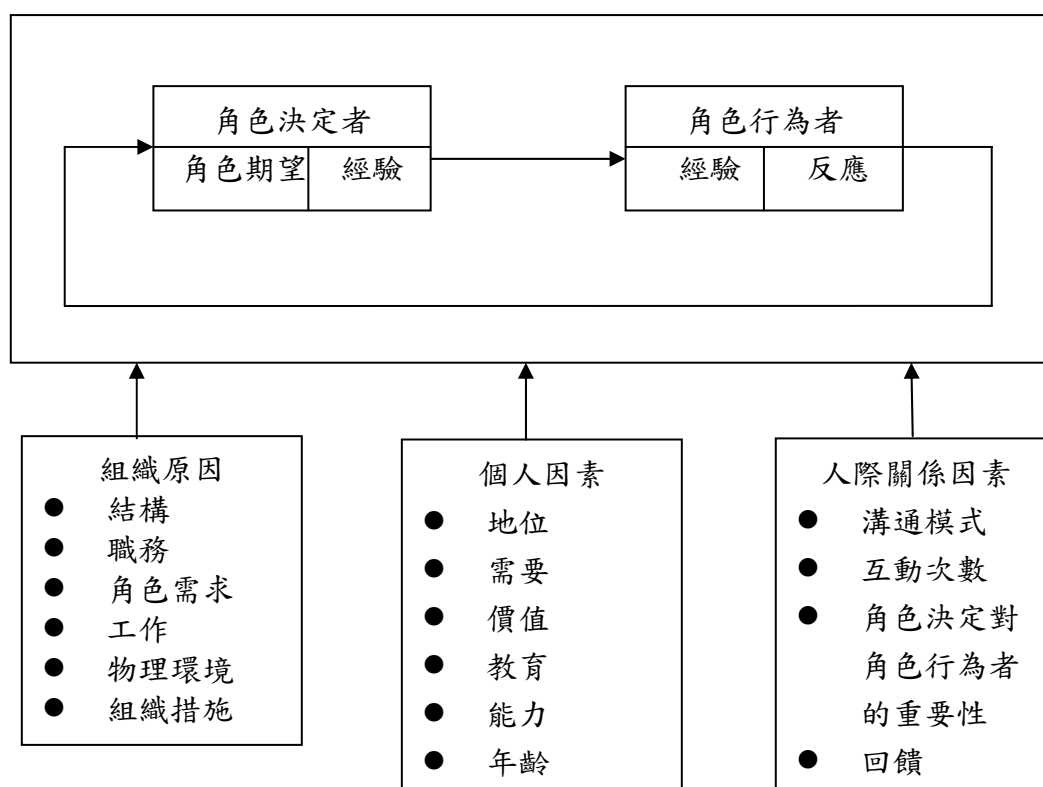 角色決定者
角色期望 經驗
角色行為者
經驗 反應
組織原因
● 結構
● 職務
● 角色需求
● 工作
● 物理環境
● 組織措施
個人因素
● 地位
● 需要
● 價值
● 教育
● 能力
● 年齡
人際關係因素
● 溝通模式
● 互動次數
● 角色決定對
角色行為者
的重要性
● 回饋